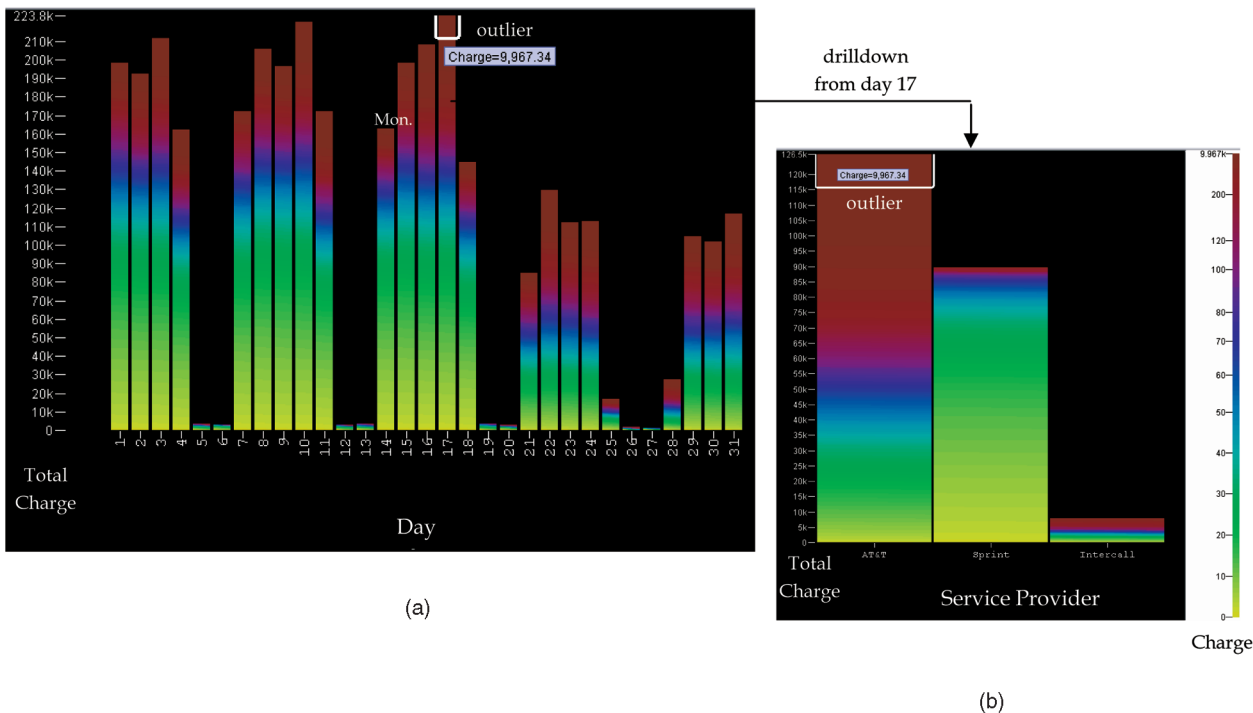 223.8k
210k
200k
190k
180k
170k
160k
150k
140k
130k
120k
110k
100k
90k
80k
70k
60k
50k
40k
30k
20k
10k
0
outlier
Charge=9,967.34
Mon.
1 2 3 4 5 6 7 8 9 10 11 12 13 14 15 16 17 18 19 20 21 22 23 24 25 26 27 28 29 30 31
Total
Charge
Day
(a)
drilldown
from day 17
126.5k
120k
115k
110k
105k
100k
95k
90k
85k
80k
75k
70k
65k
60k
55k
50k
45k
40k
35k
30k
25k
20k
15k
10k
5k
0
Charge=9,967.34
outlier
AT&T Sprint Intercall
Total
Charge
Service Provider
9.967k
200
120
100
80
60
50
40
30
20
10
0
Charge
(b)